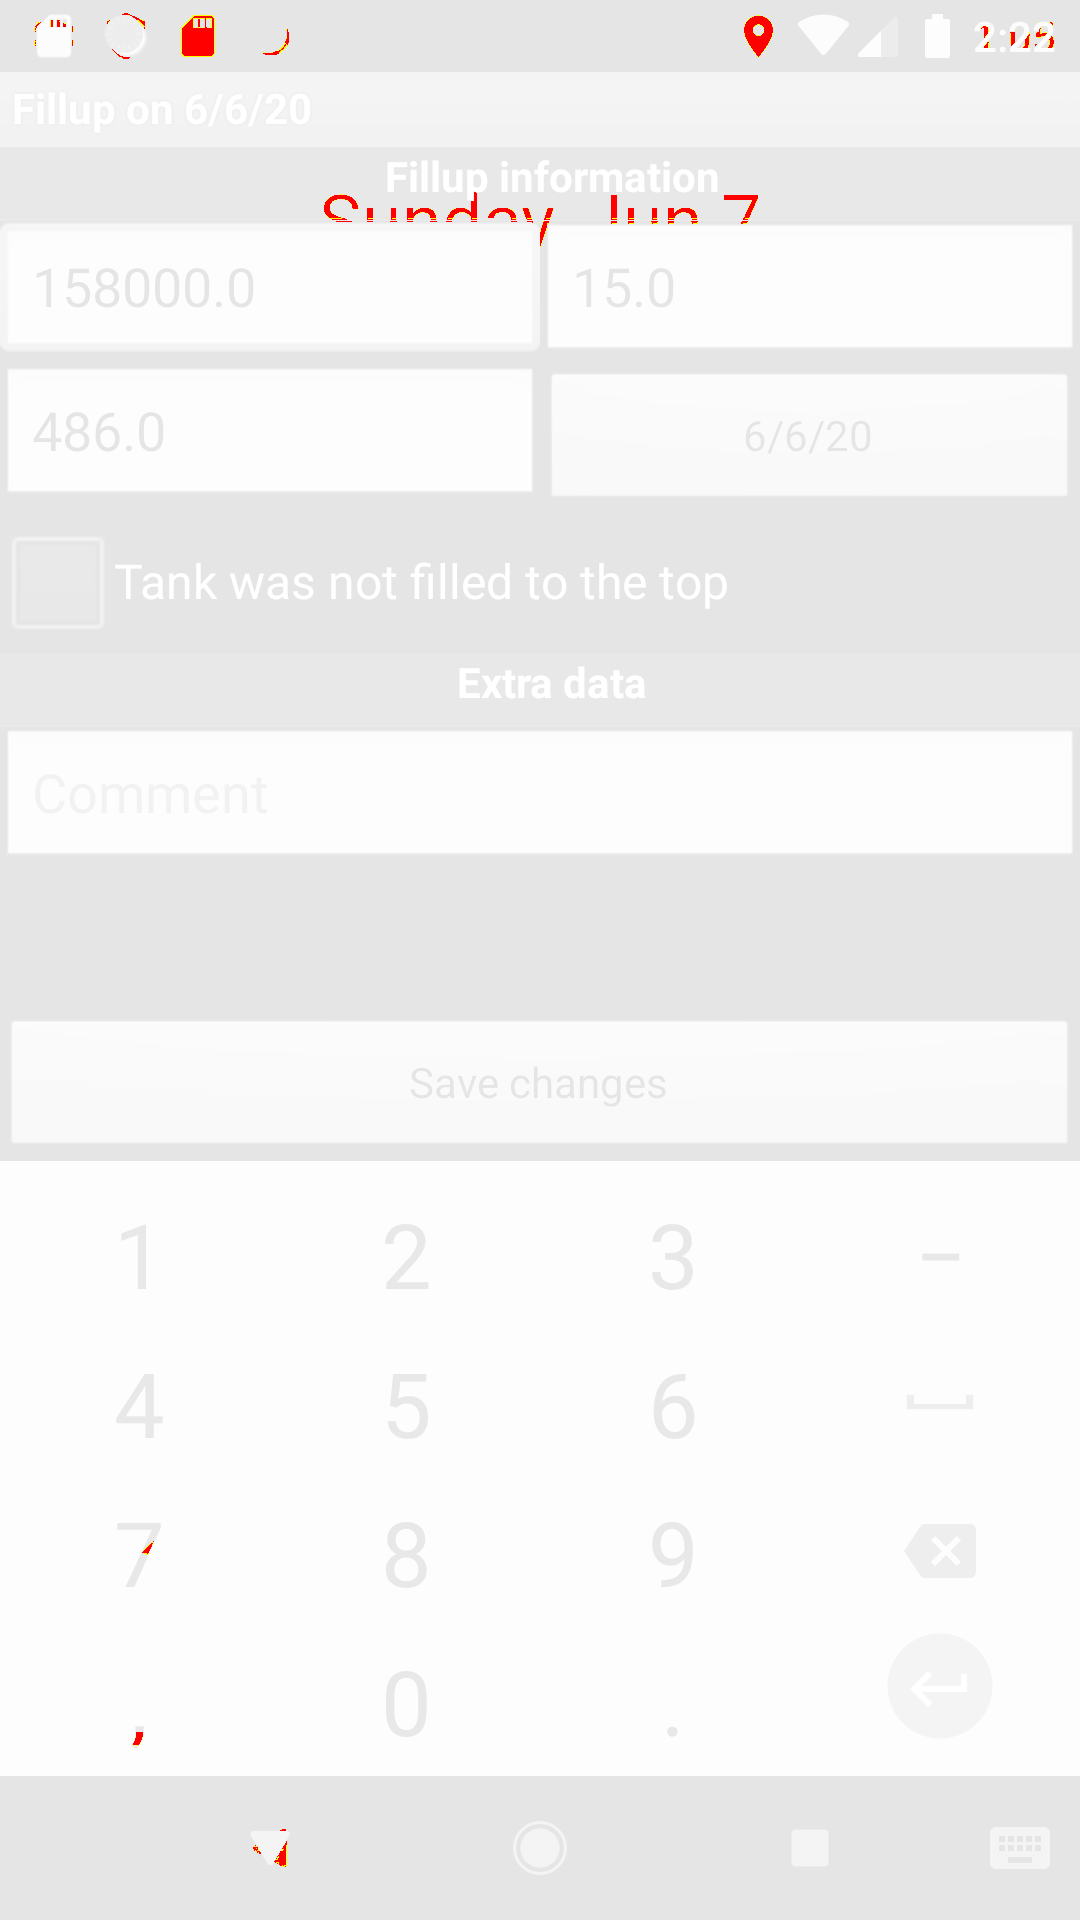 Fillup on 6/6/20
Fillup information
Sunday, Jun 7
158000.0 15.0
486.0 6/6/20
Tank was not filled to the top
Extra data
Comment
Save changes
1 2 3 –
4 5 6
7 8 9
, 0 .